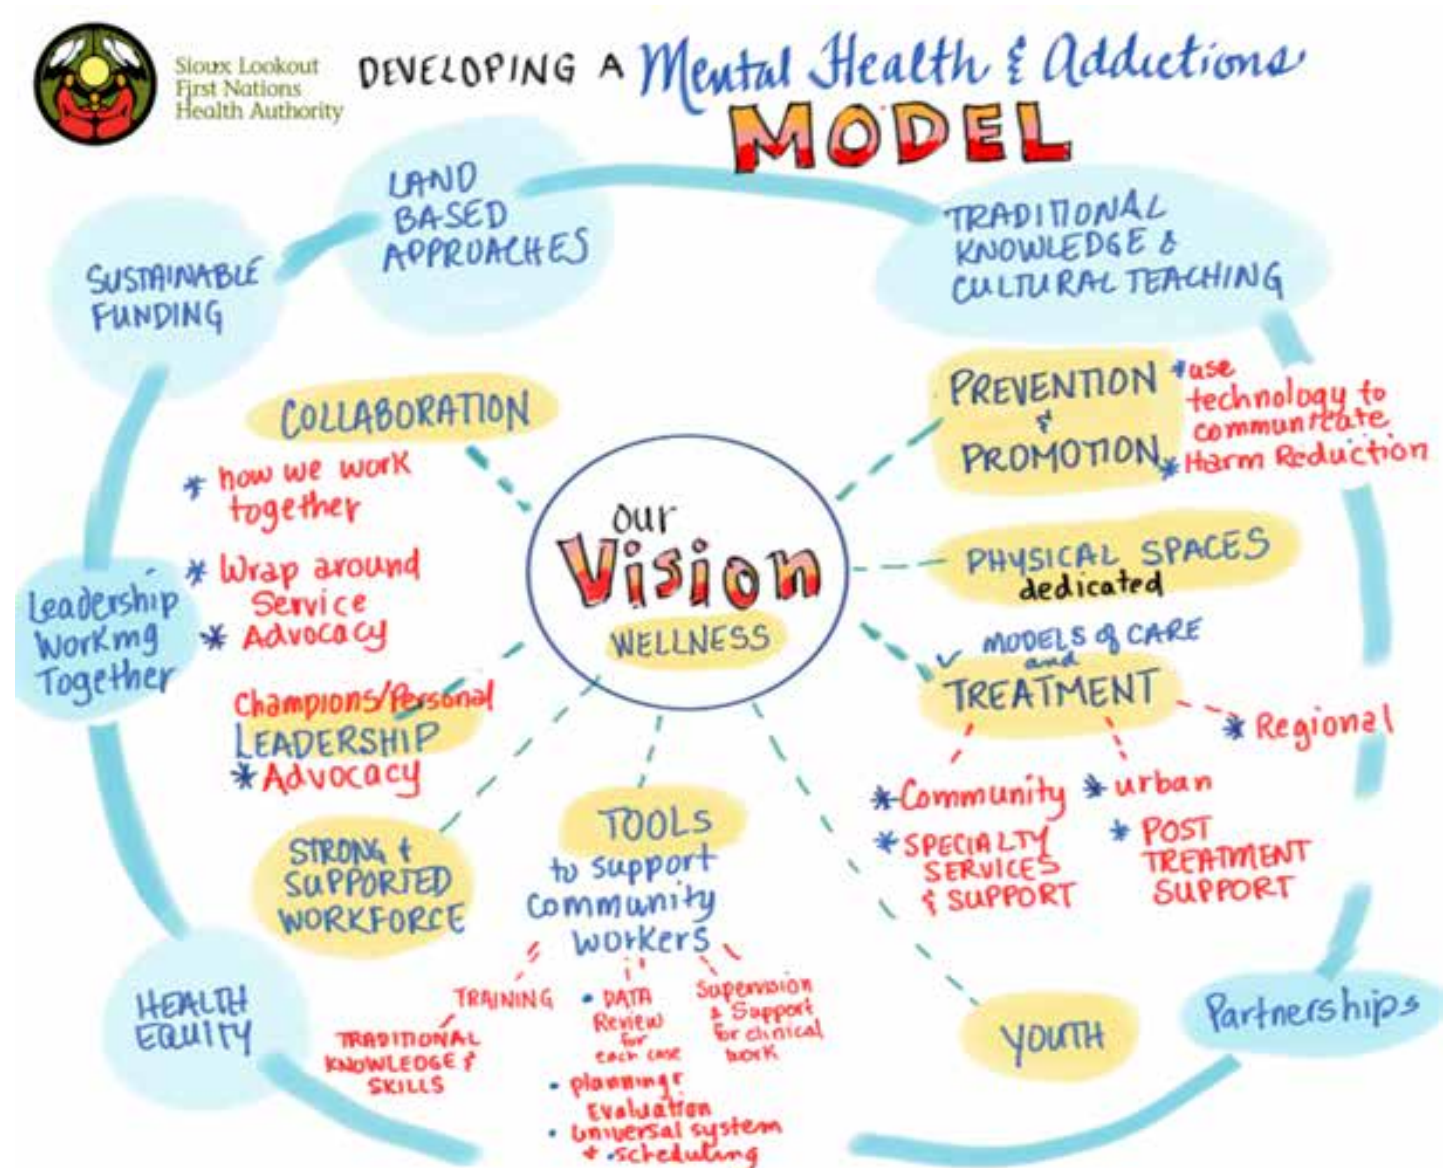 Sioux Lookout
First Nations
Health Authority
DEVELOPING A Mental Health & Addictions
MODEL
LAND
BASED
APPROACHES
TRADITIONAL
KNOWLEDGE &
CULTURAL TEACHING
SUSTAINABLE
FUNDING
COLLABORATION
* how we work
together
* Wrap around
Service
* Advocacy
Leadership
Working
Together
Champions/Personal
LEADERSHIP
* Advocacy
our
Vision
WELLNESS
PREVENTION
&
PROMOTION
* use
technology to
communicate
* Harm Reduction
PHYSICAL SPACES
dedicated
✓ MODELS of CARE
and
TREATMENT
* Regional
* Community
* urban
* SPECIALTY
SERVICES
& SUPPORT
* POST
TREATMENT
SUPPORT
STRONG +
SUPPORTED
WORKFORCE
TOOLS
to support
Community
workers
TRAINING
TRADITIONAL
KNOWLEDGE &
SKILLS
• DATA
Review
for
each case
• planning +
Evaluation
• universal system
+ • scheduling
Supervision
& Support
for clinical
work
YOUTH
HEALTH
EQUITY
Partnerships